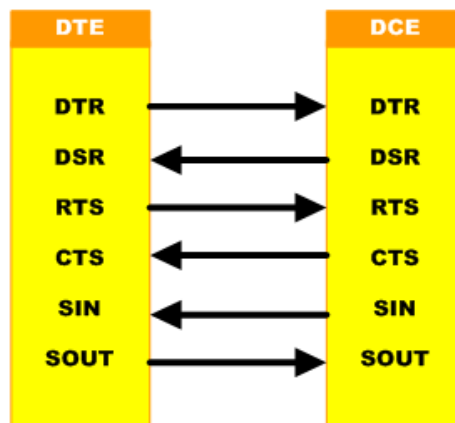 DTE DCE
DTR DTR
DSR DSR
RTS RTS
CTS CTS
SIN SIN
SOUT SOUT